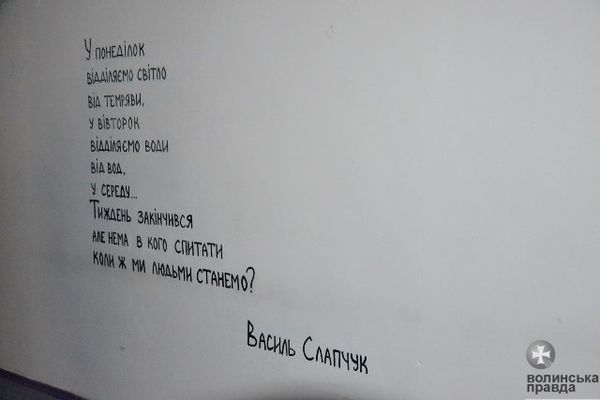 У понеділок
відділяємо світло
від темряви,
у вівторок
відділяємо води
від вод,
у середу...
Тиждень закінчився
але нема в кого спитати
коли ж ми людьми станемо?
Василь Слапчук
волинська
правда